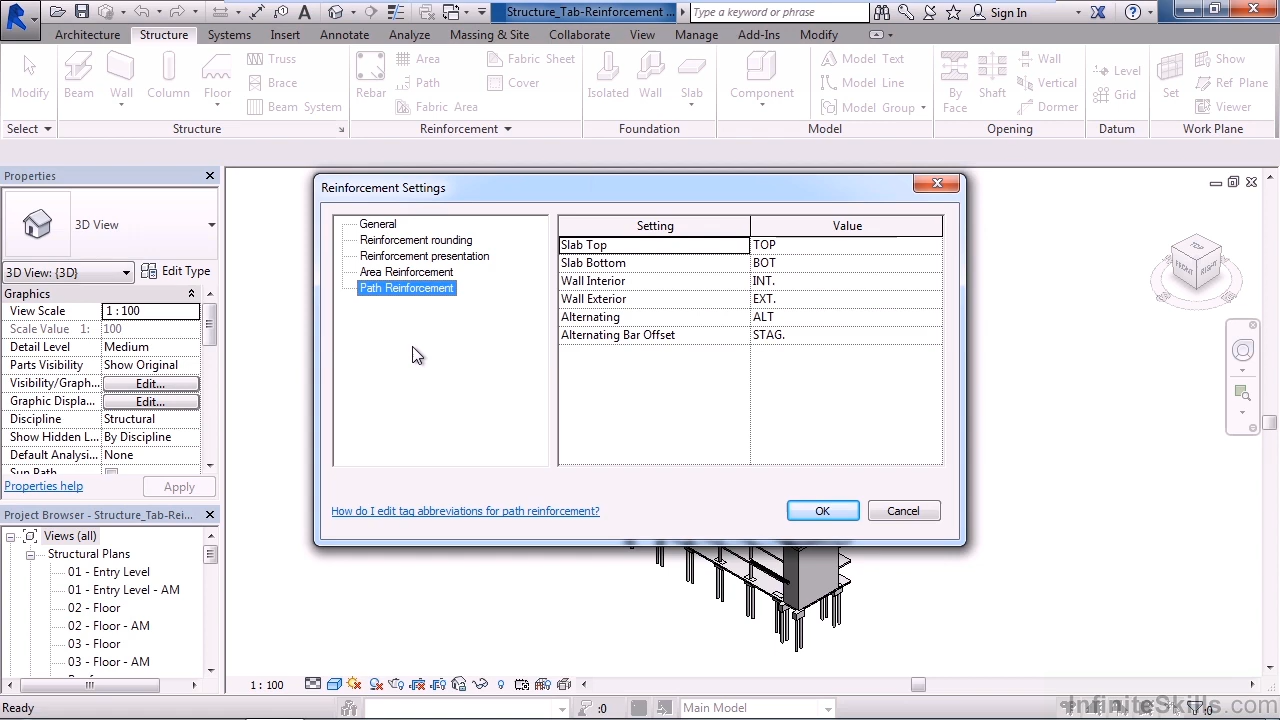 Structure_Tab-Reinforcement ...
Type a keyword or phrase
Sign In
Architecture Structure Systems Insert Annotate Analyze Massing & Site Collaborate View Manage Add-Ins Modify
Modify
Beam
Wall
Column
Floor
Truss
Brace
Beam System
Rebar
Area
Path
Fabric Area
Fabric Sheet
Cover
Isolated
Wall
Slab
Component
Model Text
Model Line
Model Group
By Face
Shaft
Wall
Vertical
Dormer
Level
Grid
Set
Show
Ref Plane
Viewer
Select
Structure
Reinforcement
Foundation
Model
Opening
Datum
Work Plane
Properties
3D View
3D View: {3D}
Edit Type
Graphics
View Scale 1 : 100
Scale Value 1: 100
Detail Level Medium
Parts Visibility Show Original
Visibility/Graph... Edit...
Graphic Displa... Edit...
Discipline Structural
Show Hidden L... By Discipline
Default Analysi... None
Sun Path
Properties help
Apply
Project Browser - Structure_Tab-Rei...
Views (all)
Structural Plans
01 - Entry Level
01 - Entry Level - AM
02 - Floor
02 - Floor - AM
03 - Floor
03 - Floor - AM
Reinforcement Settings
General
Reinforcement rounding
Reinforcement presentation
Area Reinforcement
Path Reinforcement
Setting Value
Slab Top TOP
Slab Bottom BOT
Wall Interior INT.
Wall Exterior EXT.
Alternating ALT
Alternating Bar Offset STAG.
How do I edit tag abbreviations for path reinforcement?
OK
Cancel
FRONT
RIGHT
1 : 100
Ready
:0
Main Model
InfiniteSkills.com
:0